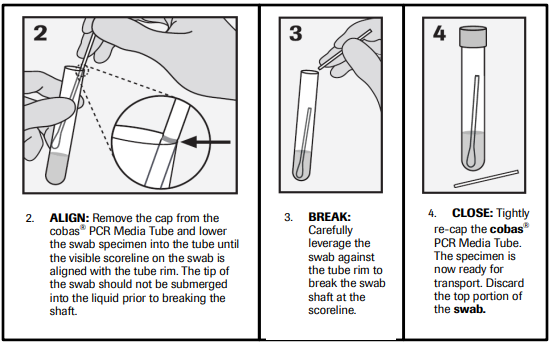 2
3
4
2. ALIGN: Remove the cap from the
cobas® PCR Media Tube and lower
the swab specimen into the tube until
the visible scoreline on the swab is
aligned with the tube rim. The tip of
the swab should not be submerged
into the liquid prior to breaking the
shaft.
3. BREAK:
Carefully
leverage the
swab against
the tube rim to
break the swab
shaft at the
scoreline.
4. CLOSE: Tightly
re-cap the cobas®
PCR Media Tube.
The specimen is
now ready for
transport. Discard
the top portion of
the swab.